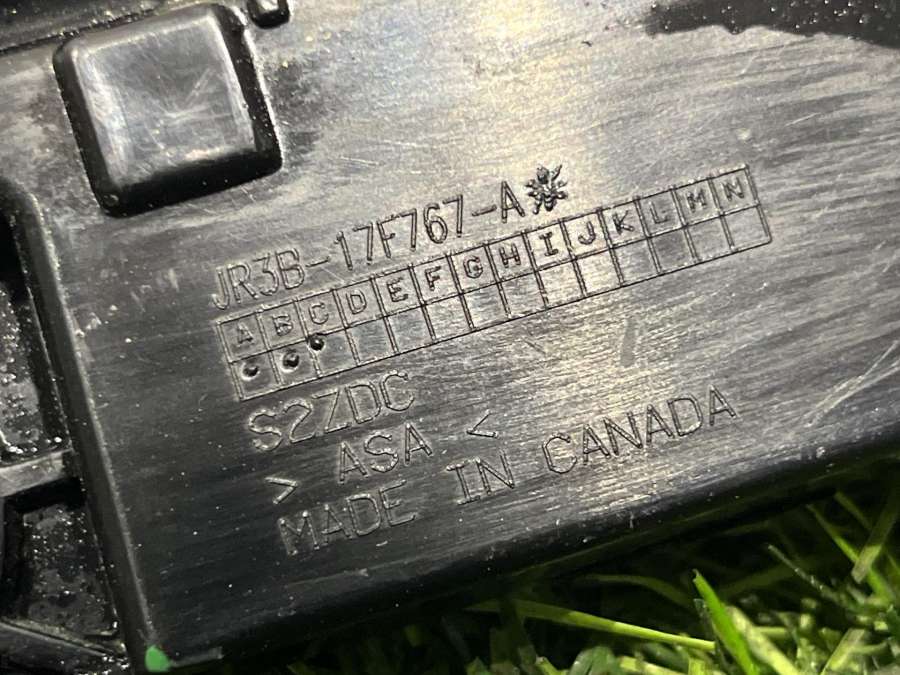 JR3B-17F767-A*
A B C D E F G H I J K L M N
S2ZDC
> ASA <
MADE IN CANADA